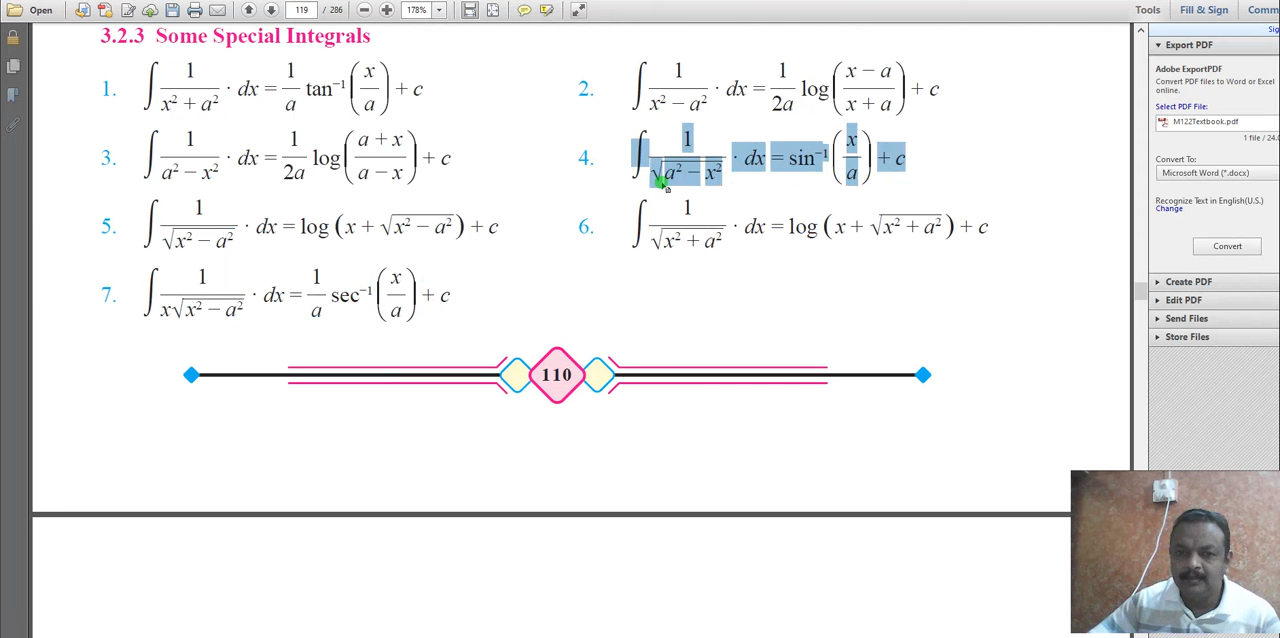 Open 119 / 286 178% Tools Fill & Sign Comm
3.2.3 Some Special Integrals
1. ∫ 1/(x² + a²) · dx = 1/a tan⁻¹ (x/a) + c
2. ∫ 1/(x² − a²) · dx = 1/2a log((x − a)/(x + a)) + c
3. ∫ 1/(a² − x²) · dx = 1/2a log((a + x)/(a − x)) + c
4. ∫ 1/√(a² − x²) · dx = sin⁻¹ (x/a) + c
5. ∫ 1/√(x² − a²) · dx = log (x + √(x² − a²)) + c
6. ∫ 1/√(x² + a²) · dx = log (x + √(x² + a²)) + c
7. ∫ 1/(x√(x² − a²)) · dx = 1/a sec⁻¹ (x/a) + c
110
Sig
Export PDF
Adobe ExportPDF
Convert PDF files to Word or Excel
online.
Select PDF File:
M122Textbook.pdf
1 file / 24.
Convert To:
Microsoft Word (*.docx)
Recognize Text in English(U.S.)
Change
Convert
Create PDF
Edit PDF
Send Files
Store Files